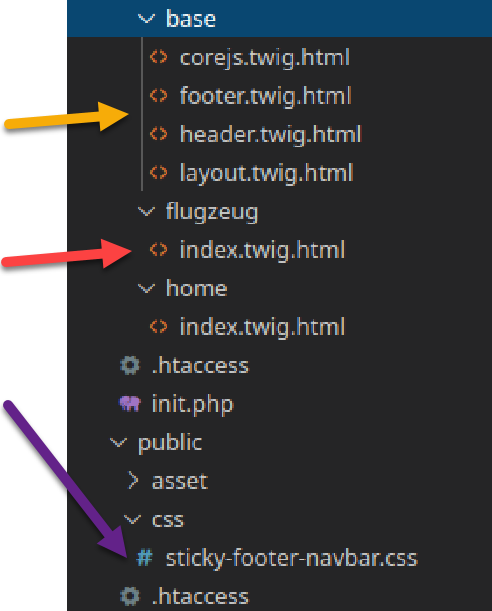 base
corejs.twig.html
footer.twig.html
header.twig.html
layout.twig.html
flugzeug
index.twig.html
home
index.twig.html
.htaccess
init.php
public
asset
css
# sticky-footer-navbar.css
.htaccess